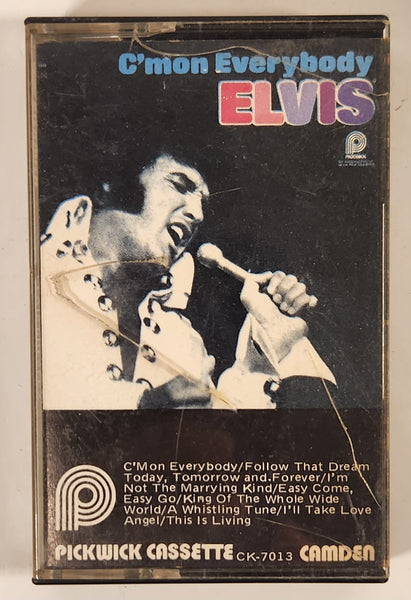 C'mon Everybody
ELVIS
PICKWICK
C'Mon Everybody/Follow That Dream
Today, Tomorrow and.Forever/I'm
Not The Marrying Kind/Easy Come,
Easy Go/King Of The Whole Wide
World/A Whistling Tune/I'll Take Love
Angel/This Is Living
PICKWICK CASSETTE CK-7013 CAMDEN